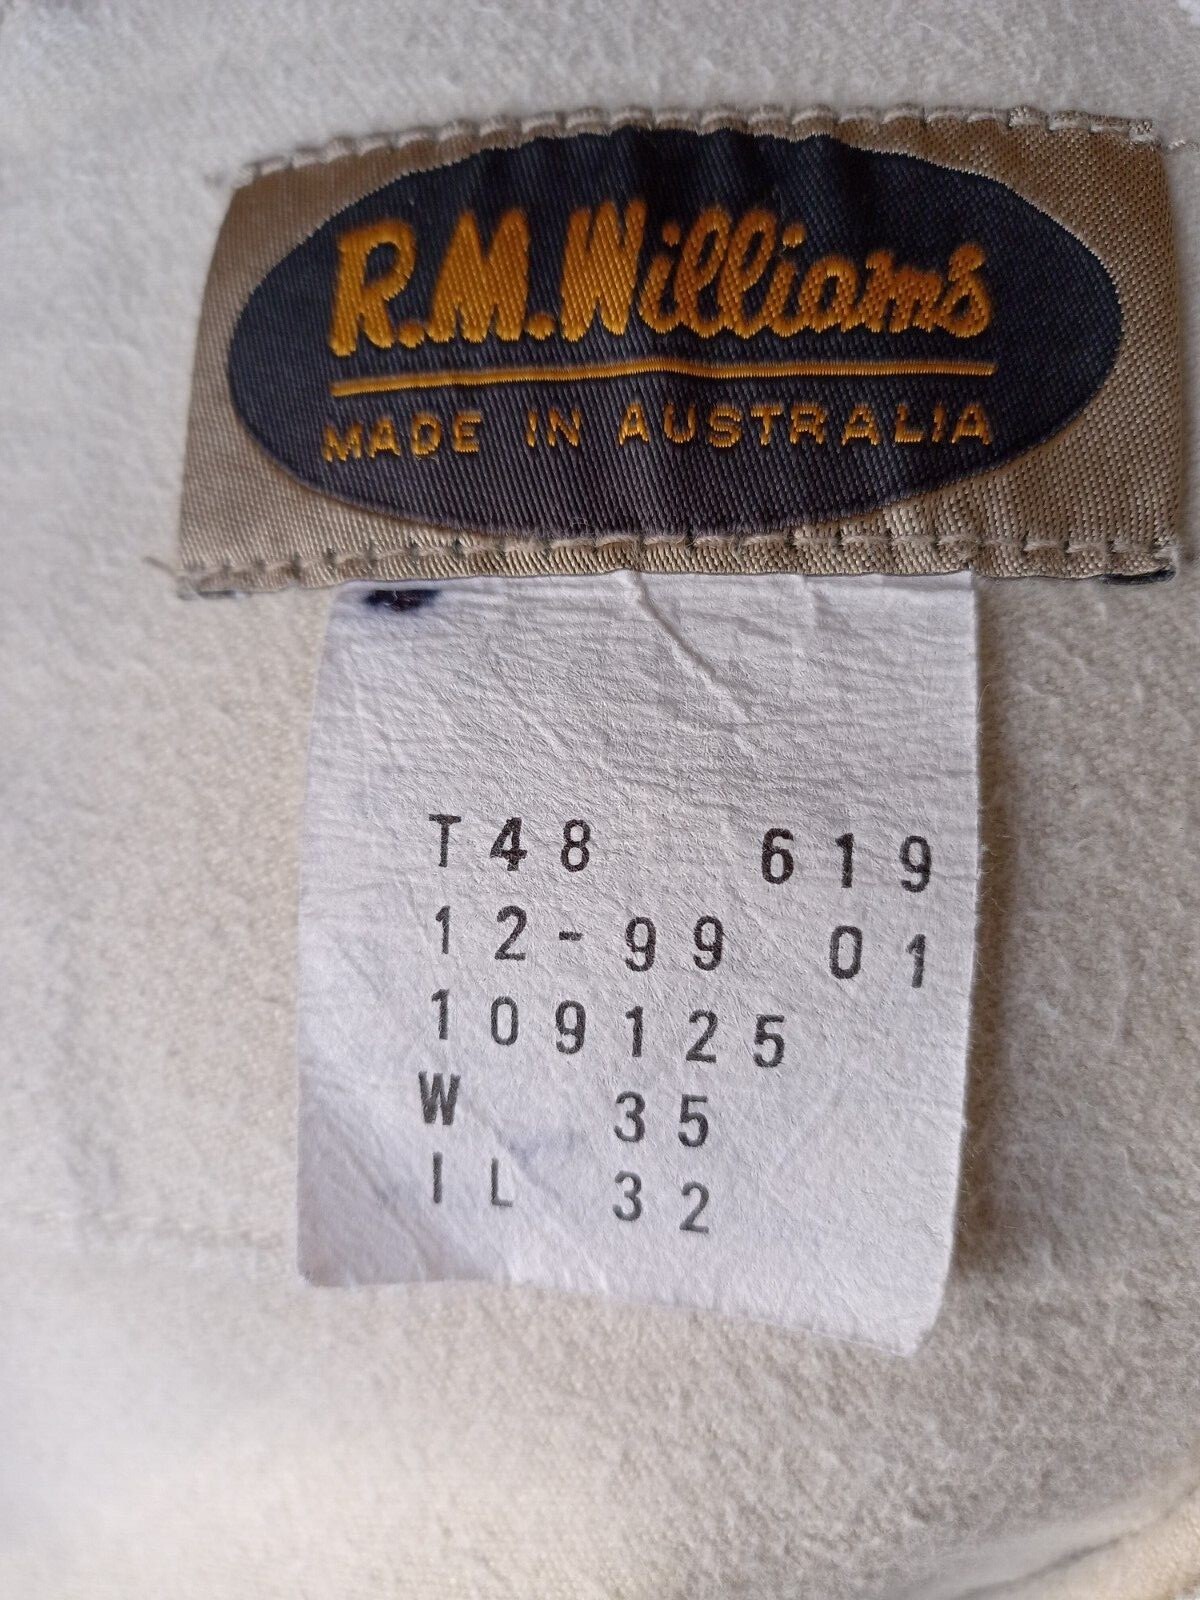 R.M.Williams
MADE IN AUSTRALIA
T48 619
12-99 01
109125
W 35
IL 32